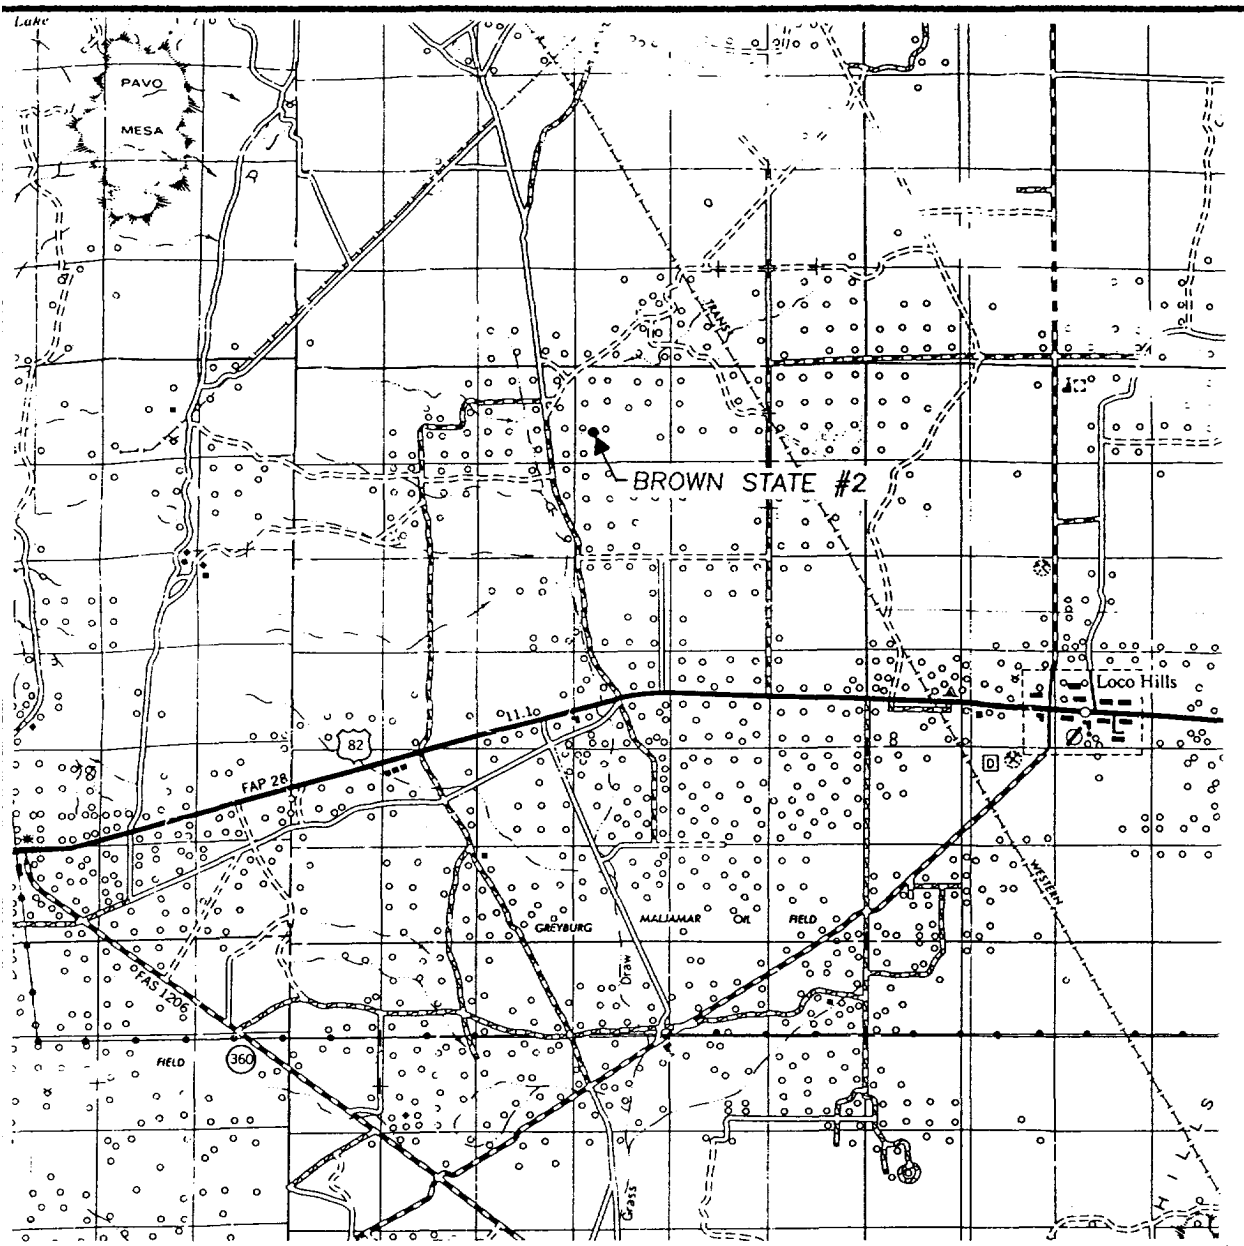 Lake
PAVO
MESA
TRANS
BROWN STATE #2
Loco Hills
11.1
82
FAP 28
D
WESTERN
GREYBURG MALJAMAR OIL FIELD
Draw
FAS 120
FIELD
360
Grass
HILLS